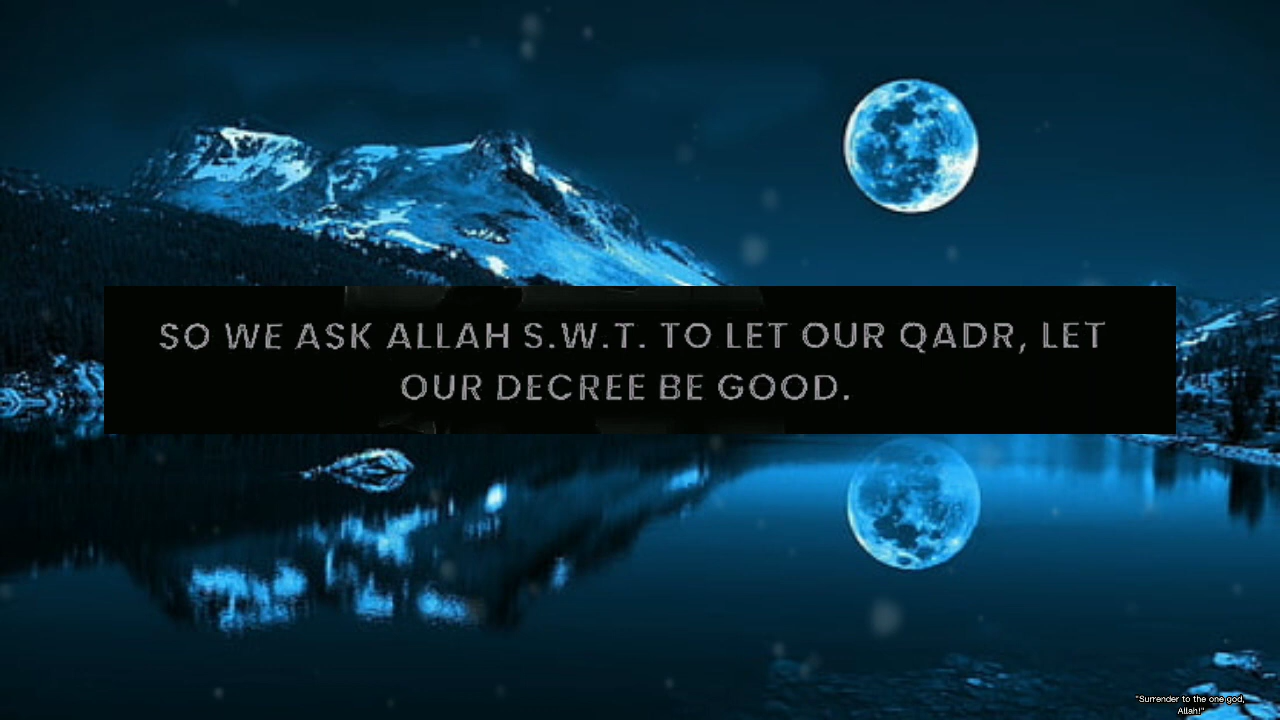 SO WE ASK ALLAH S.W.T. TO LET OUR QADR, LET
OUR DECREE BE GOOD.
"Surrender to the one god,
Allah!"